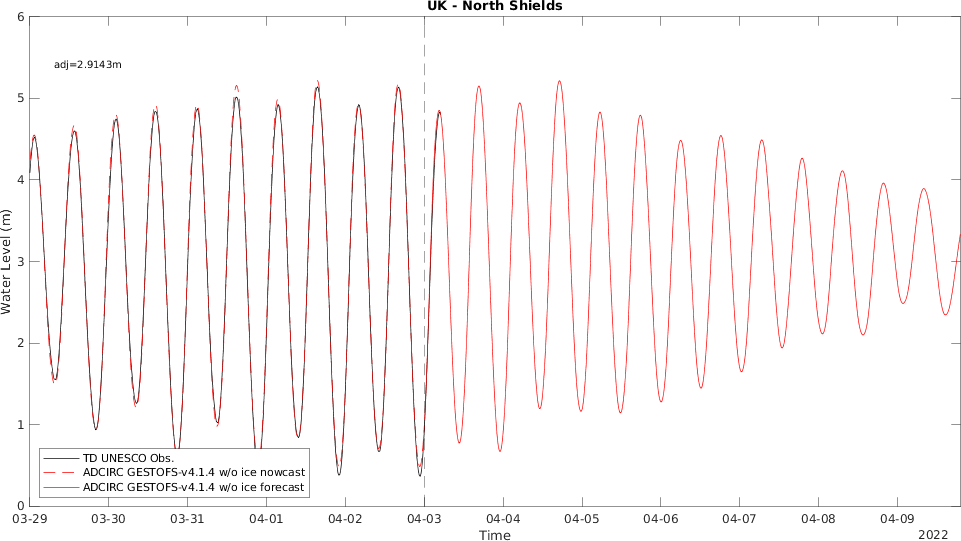 UK - North Shields
6
adj=2.9143m
5
4
3
2
1
0
Water Level (m)
TD UNESCO Obs.
ADCIRC GESTOFS-v4.1.4 w/o ice nowcast
ADCIRC GESTOFS-v4.1.4 w/o ice forecast
03-29 03-30 03-31 04-01 04-02 04-03 04-04 04-05 04-06 04-07 04-08 04-09
Time
2022